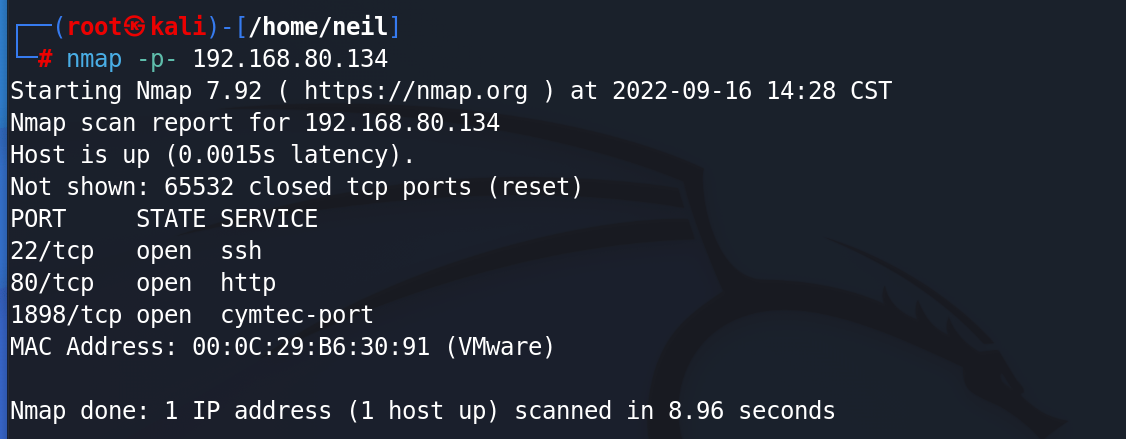 ┌──(root㉿kali)-[/home/neil]
└─# nmap -p- 192.168.80.134
Starting Nmap 7.92 ( https://nmap.org ) at 2022-09-16 14:28 CST
Nmap scan report for 192.168.80.134
Host is up (0.0015s latency).
Not shown: 65532 closed tcp ports (reset)
PORT     STATE SERVICE
22/tcp   open  ssh
80/tcp   open  http
1898/tcp open  cymtec-port
MAC Address: 00:0C:29:B6:30:91 (VMware)
Nmap done: 1 IP address (1 host up) scanned in 8.96 seconds